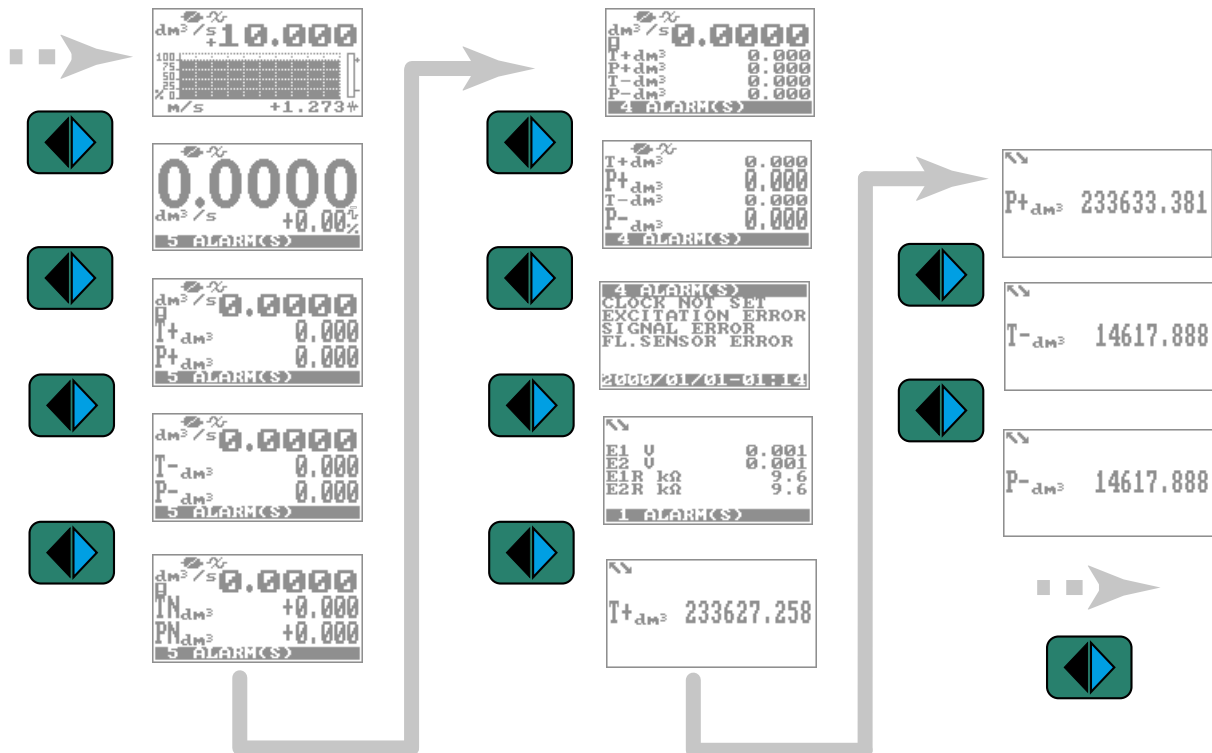 dm³/s +10.000
100
75
50
25
% 0
m/s +1.273
0.0000
dm³/s +0.00%
5 ALARM(S)
dm³/s 0.0000
T+dm³ 0.000
P+dm³ 0.000
5 ALARM(S)
dm³/s 0.0000
T-dm³ 0.000
P-dm³ 0.000
5 ALARM(S)
dm³/s 0.0000
TNdm³ +0.000
PNdm³ +0.000
5 ALARM(S)
dm³/s 0.0000
T+dm³ 0.000
P+dm³ 0.000
T-dm³ 0.000
P-dm³ 0.000
4 ALARM(S)
T+dm³ 0.000
P+dm³ 0.000
T-dm³ 0.000
P-dm³ 0.000
4 ALARM(S)
4 ALARM(S)
CLOCK NOT SET
EXCITATION ERROR
SIGNAL ERROR
FL.SENSOR ERROR
2000/01/01-01:14
E1 V 0.001
E2 V 0.001
E1R kΩ 9.6
E2R kΩ 9.6
1 ALARM(S)
T+dm³ 233627.258
P+dm³ 233633.381
T-dm³ 14617.888
P-dm³ 14617.888